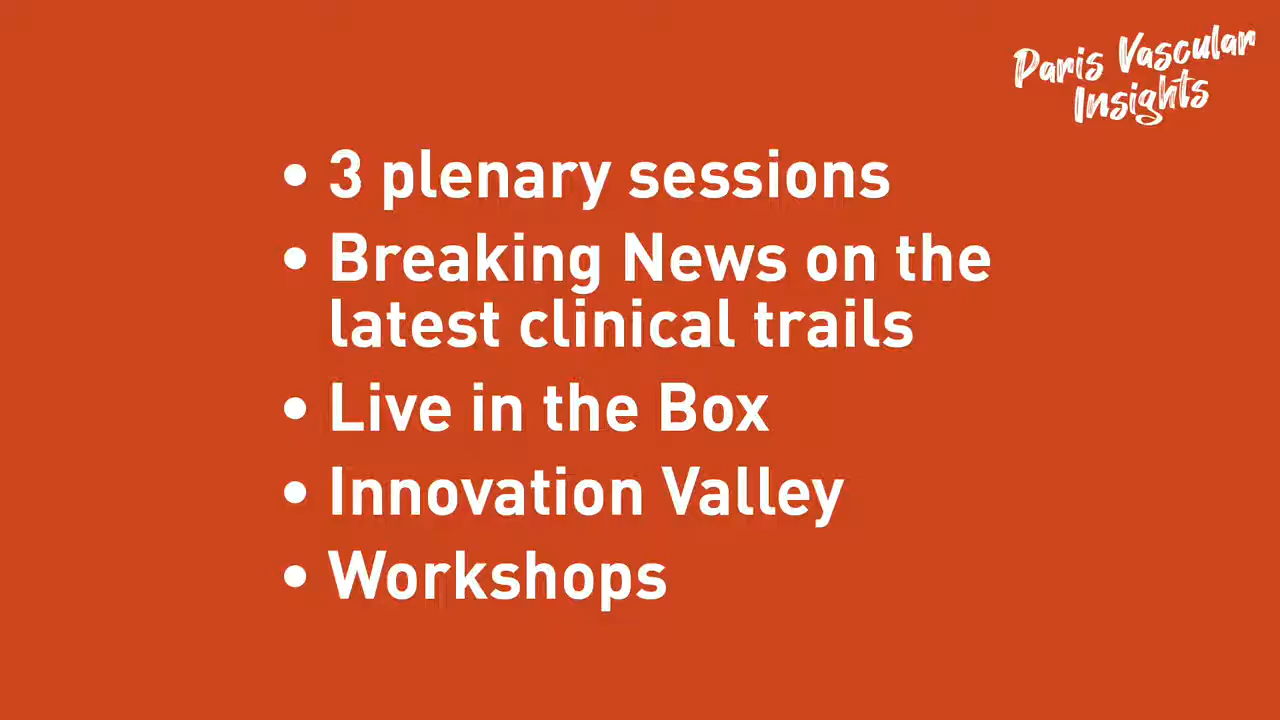 Paris Vascular
Insights
• 3 plenary sessions
• Breaking News on the
latest clinical trails
• Live in the Box
• Innovation Valley
• Workshops